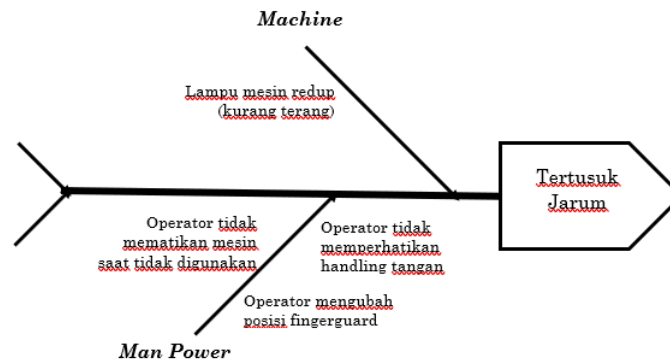 Machine
Lampu mesin redup
(kurang terang)
Tertusuk
Jarum
Operator tidak
mematikan mesin
saat tidak digunakan
Operator tidak
memperhatikan
handling tangan
Operator mengubah
posisi fingerguard
Man Power